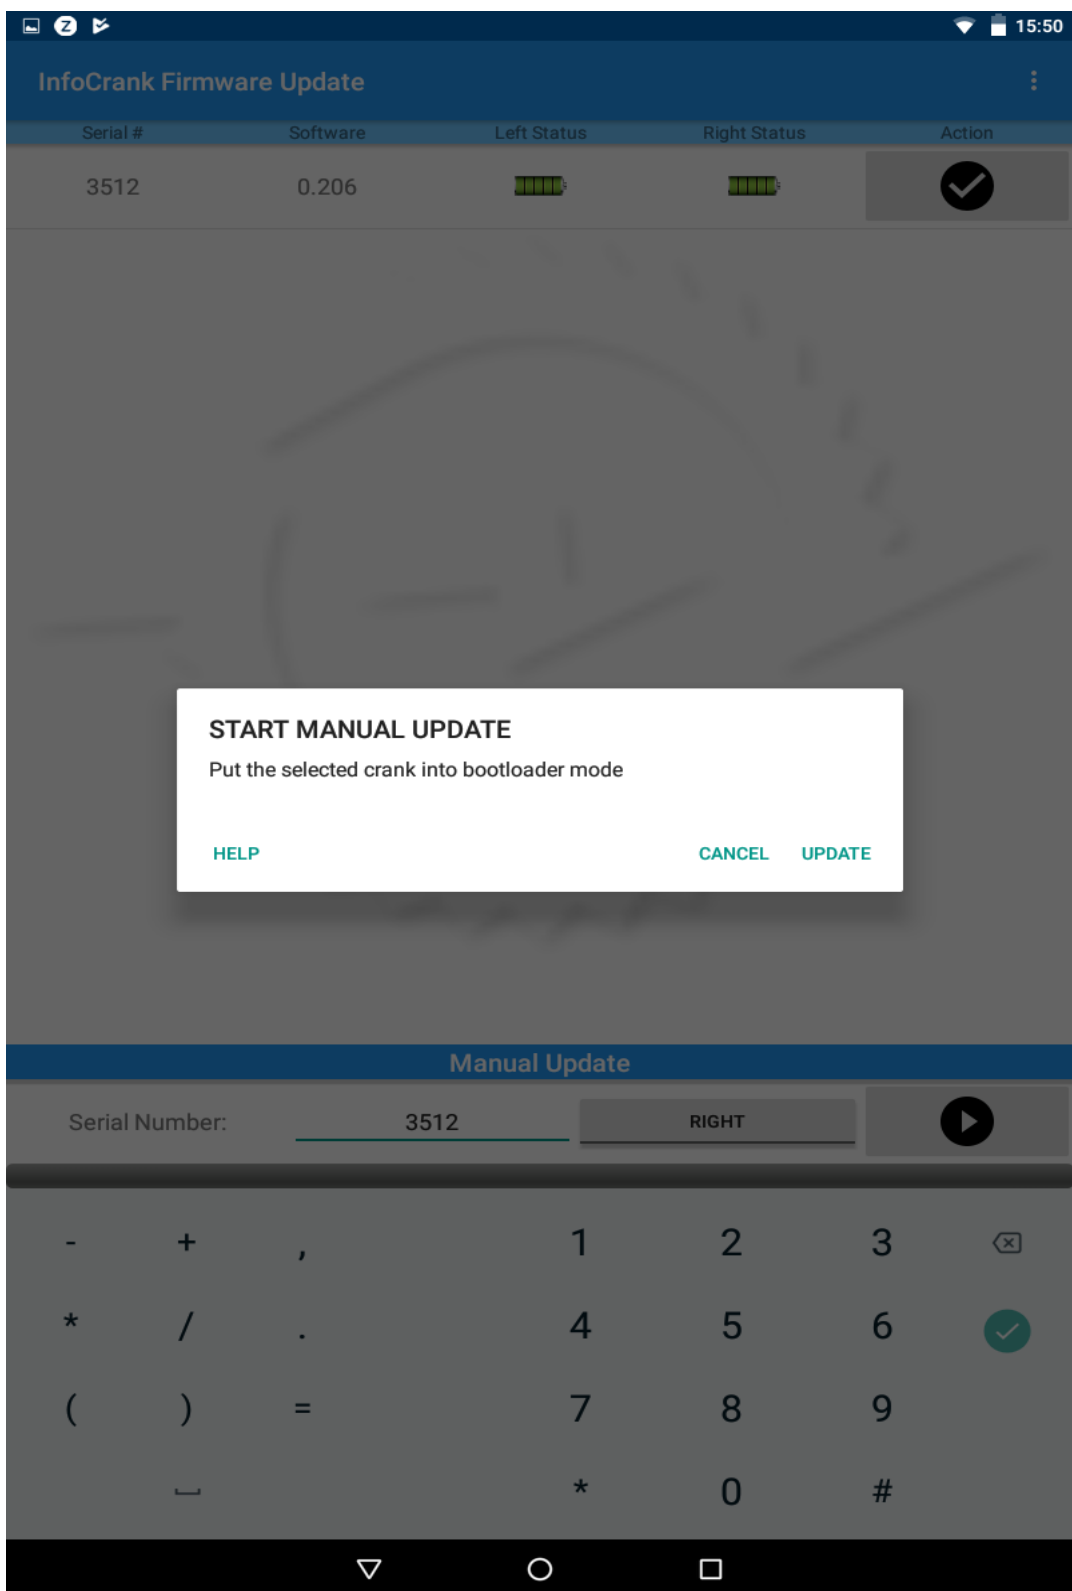 Z 15:50
InfoCrank Firmware Update
Serial # Software Left Status Right Status Action
3512 0.206
START MANUAL UPDATE
Put the selected crank into bootloader mode
HELP CANCEL UPDATE
Manual Update
Serial Number: 3512 RIGHT
- + , 1 2 3
* / . 4 5 6
( ) = 7 8 9
* 0 #